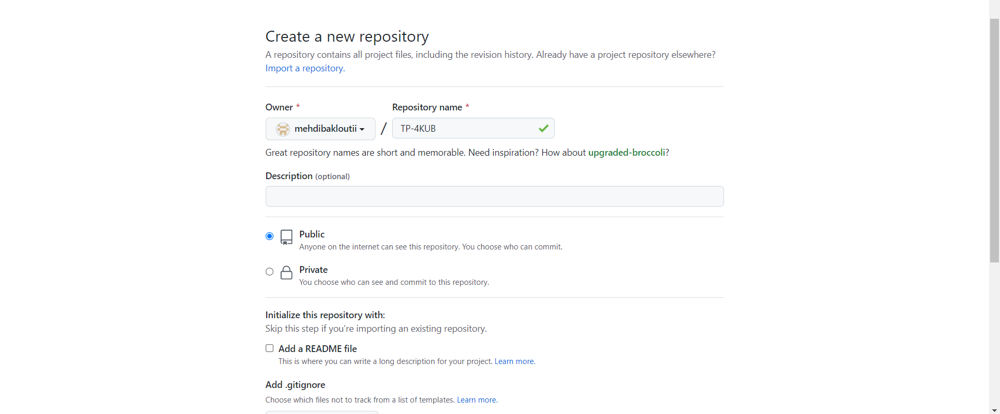 Create a new repository
A repository contains all project files, including the revision history. Already have a project repository elsewhere?
Import a repository.
Owner *
Repository name *
mehdibakloutii
/
TP-4KUB
Great repository names are short and memorable. Need inspiration? How about upgraded-broccoli?
Description (optional)
Public
Anyone on the internet can see this repository. You choose who can commit.
Private
You choose who can see and commit to this repository.
Initialize this repository with:
Skip this step if you’re importing an existing repository.
Add a README file
This is where you can write a long description for your project. Learn more.
Add .gitignore
Choose which files not to track from a list of templates. Learn more.